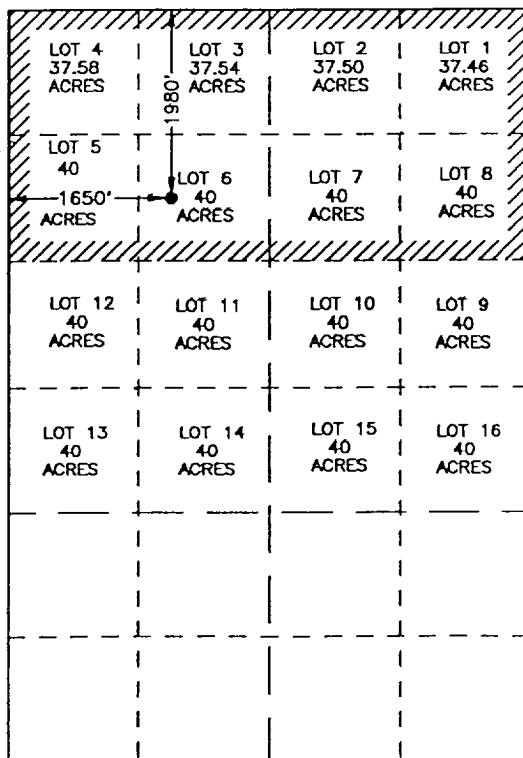 LOT 4
37.58
ACRES
LOT 3
37.54
ACRES
LOT 2
37.50
ACRES
LOT 1
37.46
ACRES
1980'
LOT 5
40
ACRES
1650'
LOT 6
40
ACRES
LOT 7
40
ACRES
LOT 8
40
ACRES
LOT 12
40
ACRES
LOT 11
40
ACRES
LOT 10
40
ACRES
LOT 9
40
ACRES
LOT 13
40
ACRES
LOT 14
40
ACRES
LOT 15
40
ACRES
LOT 16
40
ACRES